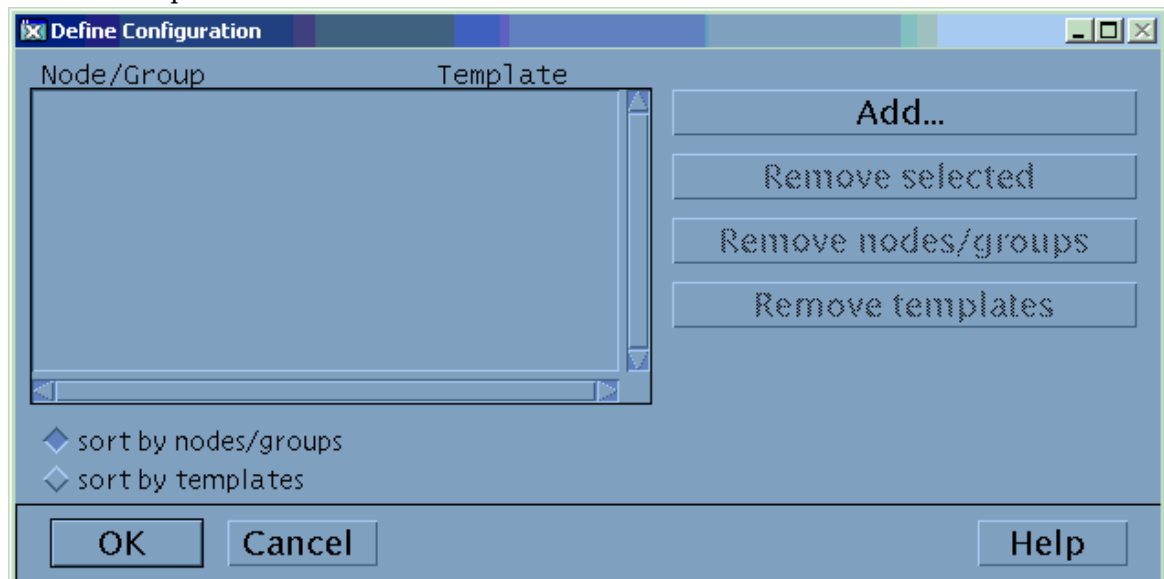 Define Configuration
Node/Group Template
Add...
Remove selected
Remove nodes/groups
Remove templates
sort by nodes/groups
sort by templates
OK Cancel Help